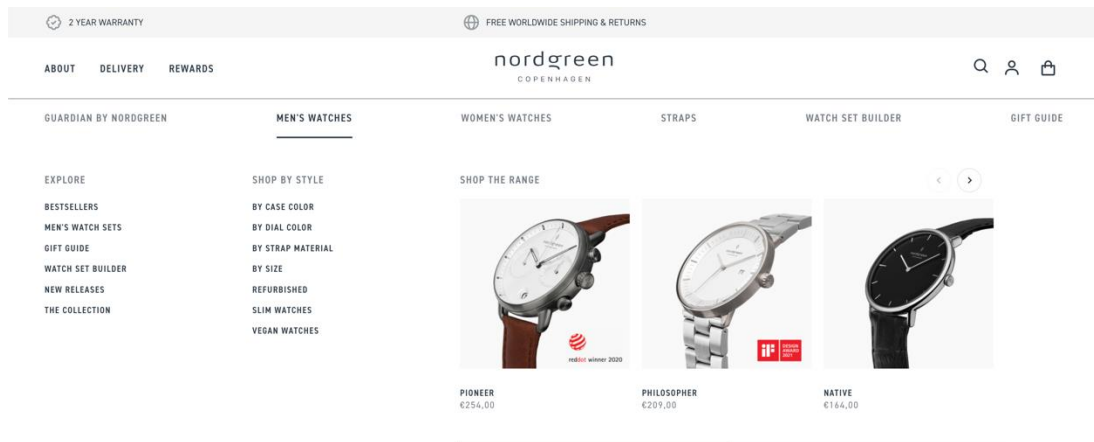 2 YEAR WARRANTY
FREE WORLDWIDE SHIPPING & RETURNS
ABOUT DELIVERY REWARDS
nordgreen
COPENHAGEN
GUARDIAN BY NORDGREEN MEN'S WATCHES WOMEN'S WATCHES STRAPS WATCH SET BUILDER GIFT GUIDE
EXPLORE
BESTSELLERS
MEN'S WATCH SETS
GIFT GUIDE
WATCH SET BUILDER
NEW RELEASES
THE COLLECTION
SHOP BY STYLE
BY CASE COLOR
BY DIAL COLOR
BY STRAP MATERIAL
BY SIZE
REFURBISHED
SLIM WATCHES
VEGAN WATCHES
SHOP THE RANGE
reddot winner 2020
PIONEER
€254,00
iF
DESIGN
AWARD
2021
PHILOSOPHER
€209,00
NATIVE
€164,00